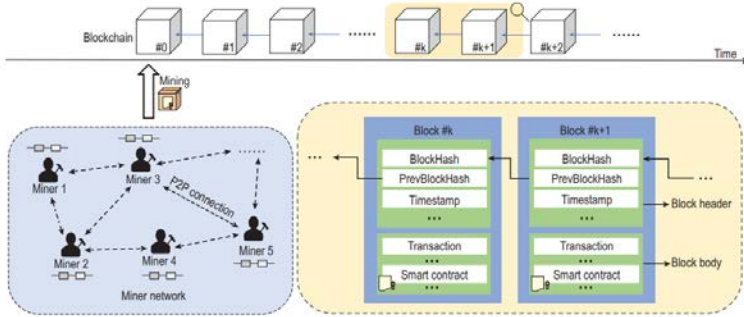 Blockchain
#0
#1
#2
......
#k
#k+1
#k+2
......
Time
Mining
Miner 1
Miner 3
......
P2P connection
Miner 2
Miner 4
Miner 5
Miner network
Block #k
Block #k+1
...
BlockHash
PrevBlockHash
Timestamp
...
Transaction
...
Smart contract
...
BlockHash
PrevBlockHash
Timestamp
...
Transaction
...
Smart contract
...
...
Block header
Block body